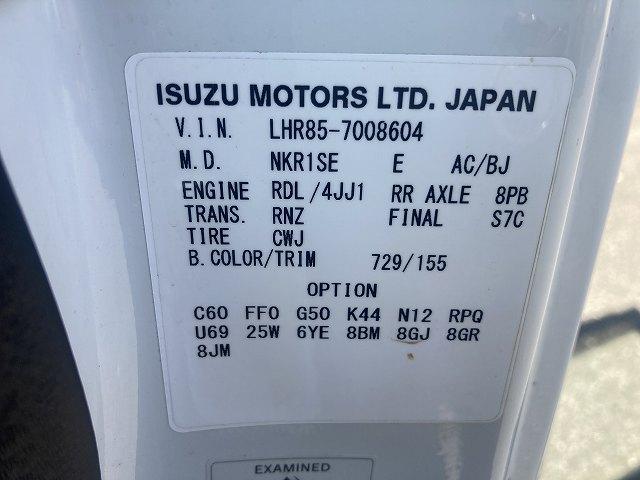 ISUZU MOTORS LTD. JAPAN
V.I.N. LHR85-7008604
M.D. NKR1SE E AC/BJ
ENGINE RDL/4JJ1 RR AXLE 8PB
TRANS. RNZ FINAL S7C
TIRE CWJ
B.COLOR/TRIM 729/155
OPTION
C60 FF0 G50 K44 N12 RPQ
U69 25W 6YE 8BM 8GJ 8GR
8JM
EXAMINED